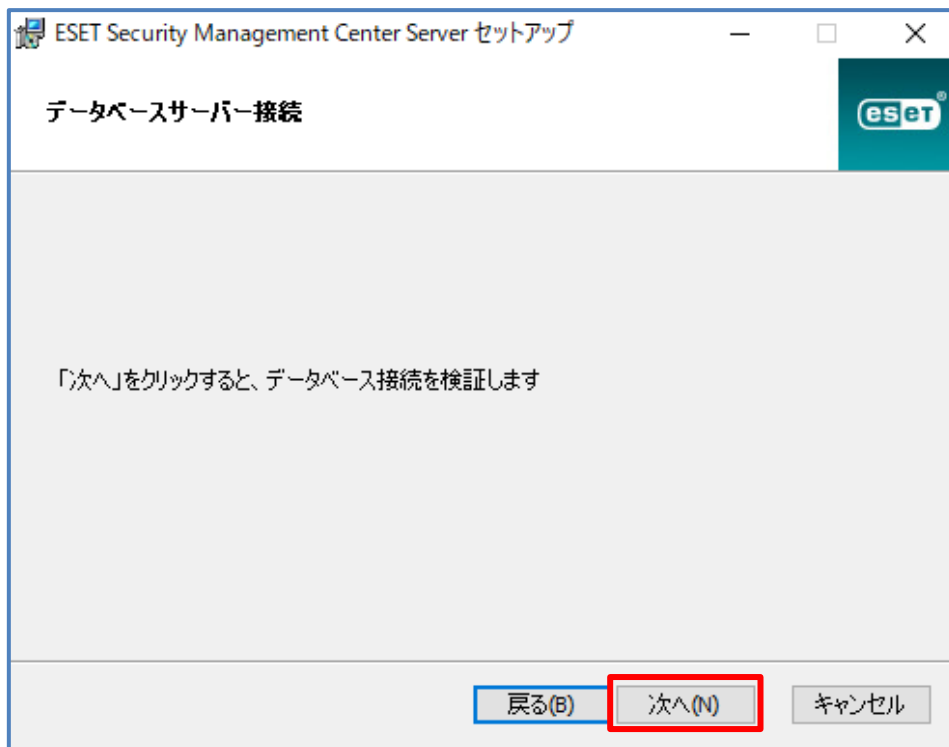 ESET Security Management Center Server セットアップ
データベースサーバー接続
eseT
「次へ」をクリックすると、データベース接続を検証します
戻る(B) 次へ(N) キャンセル